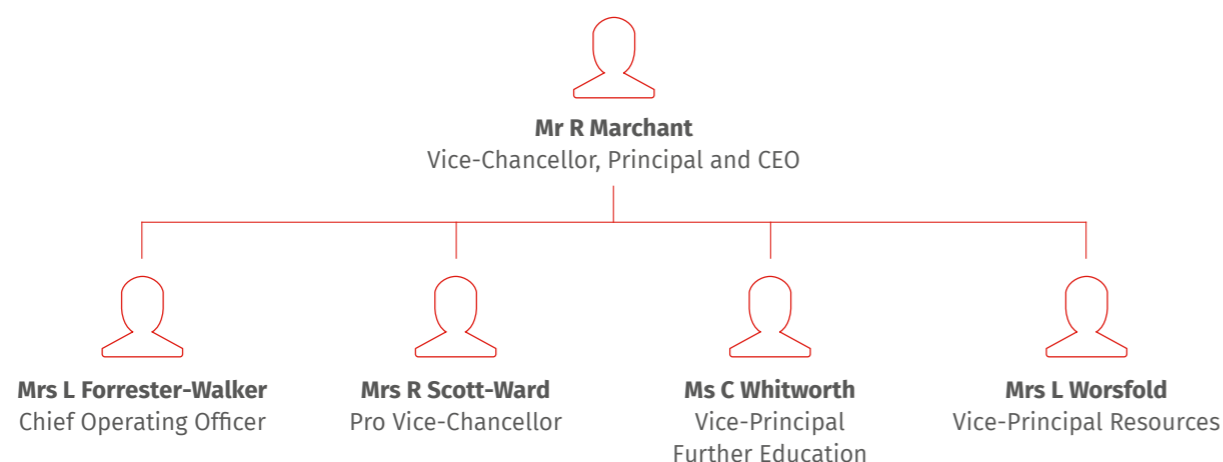 Mr R Marchant
Vice-Chancellor, Principal and CEO
Mrs L Forrester-Walker
Chief Operating Officer
Mrs R Scott-Ward
Pro Vice-Chancellor
Ms C Whitworth
Vice-Principal
Further Education
Mrs L Worsfold
Vice-Principal Resources